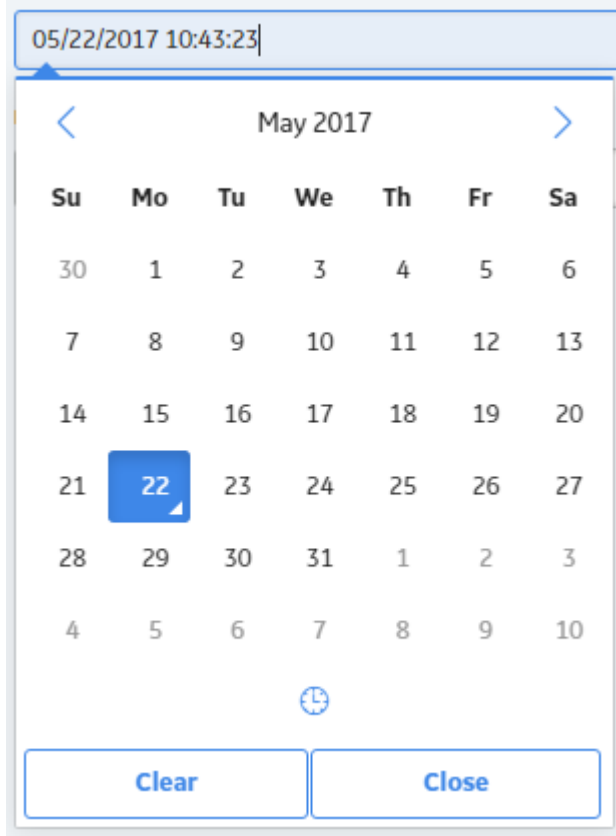 05/22/2017 10:43:23
May 2017
Su Mo Tu We Th Fr Sa
30 1 2 3 4 5 6
7 8 9 10 11 12 13
14 15 16 17 18 19 20
21 22 23 24 25 26 27
28 29 30 31 1 2 3
4 5 6 7 8 9 10
Clear Close